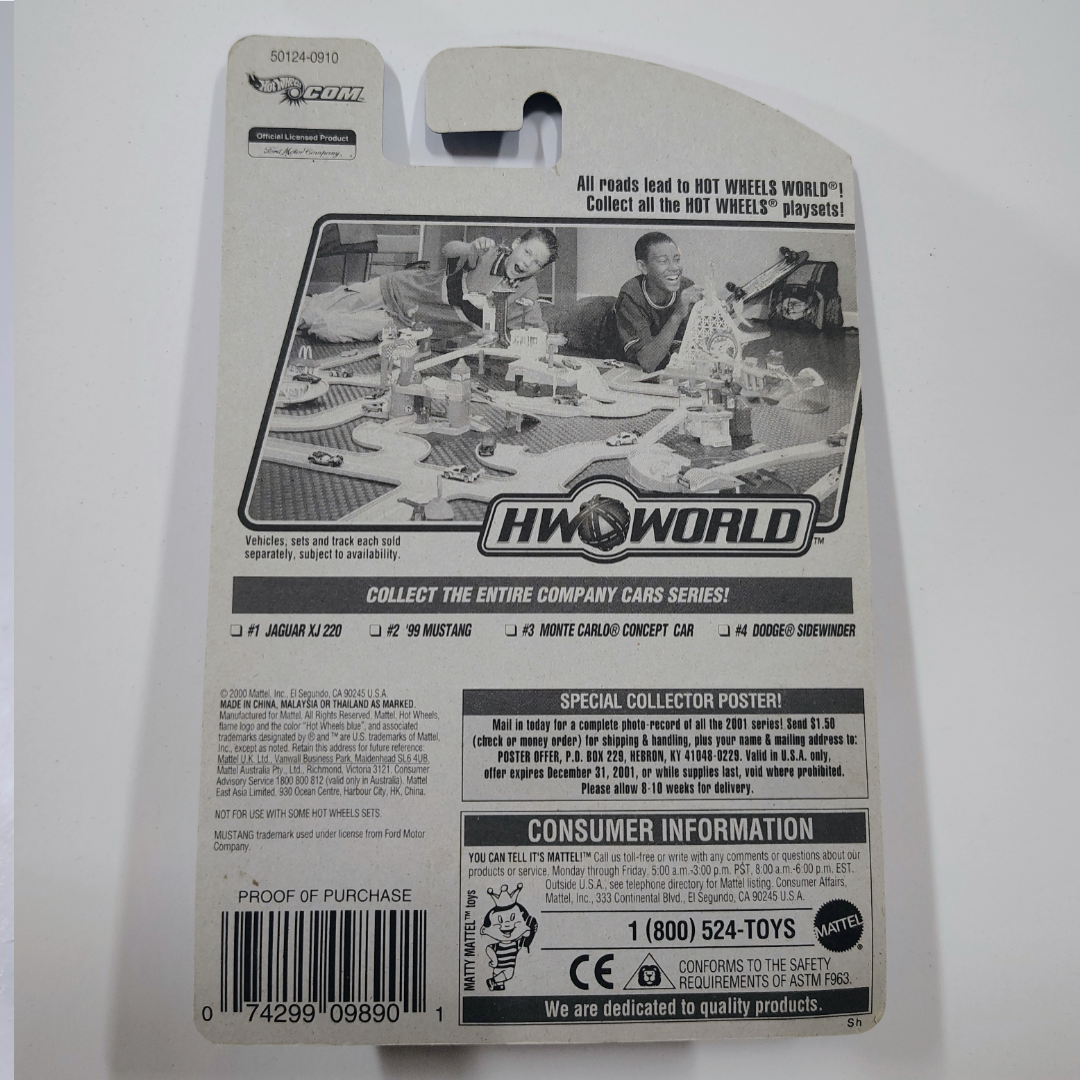 50124-0910
Hot Wheels.COM
Official Licensed Product
Ford Motor Company.
All roads lead to HOT WHEELS WORLD®!
Collect all the HOT WHEELS® playsets!
HW WORLD™
Vehicles, sets and track each sold
separately, subject to availability.
COLLECT THE ENTIRE COMPANY CARS SERIES!
#1 JAGUAR XJ 220 #2 '99 MUSTANG #3 MONTE CARLO® CONCEPT CAR #4 DODGE® SIDEWINDER
© 2000 Mattel, Inc., El Segundo, CA 90245 U.S.A.
MADE IN CHINA, MALAYSIA OR THAILAND AS MARKED.
Manufactured for Mattel. All Rights Reserved. Mattel, Hot Wheels,
flame logo and the color "Hot Wheels blue", and associated
trademarks designated by ® and ™ are U.S. trademarks of Mattel,
Inc., except as noted. Retain this address for future reference:
Mattel U.K. Ltd., Vanwall Business Park, Maidenhead SL6 4UB.
Mattel Australia Pty., Ltd., Richmond, Victoria 3121. Consumer
Advisory Service 1800 800 812 (valid only in Australia). Mattel
East Asia Limited, 930 Ocean Centre, Harbour City, HK, China.
NOT FOR USE WITH SOME HOT WHEELS SETS.
MUSTANG trademark used under license from Ford Motor
Company.
PROOF OF PURCHASE
0 74299 09890 1
SPECIAL COLLECTOR POSTER!
Mail in today for a complete photo-record of all the 2001 series! Send $1.50
(check or money order) for shipping & handling, plus your name & mailing address to:
POSTER OFFER, P.O. BOX 229, HEBRON, KY 41048-0229. Valid in U.S.A. only,
offer expires December 31, 2001, or while supplies last, void where prohibited.
Please allow 8-10 weeks for delivery.
CONSUMER INFORMATION
YOU CAN TELL IT'S MATTEL!™ Call us toll-free or write with any comments or questions about our
products or service, Monday through Friday, 5:00 a.m.-3:00 p.m. PST, 8:00 a.m.-6:00 p.m. EST.
Outside U.S.A., see telephone directory for Mattel listing. Consumer Affairs,
Mattel, Inc., 333 Continental Blvd., El Segundo, CA 90245 U.S.A.
MATTY MATTEL™ toys
1 (800) 524-TOYS
MATTEL®
CE
CONFORMS TO THE SAFETY
REQUIREMENTS OF ASTM F963.
We are dedicated to quality products.
Sh